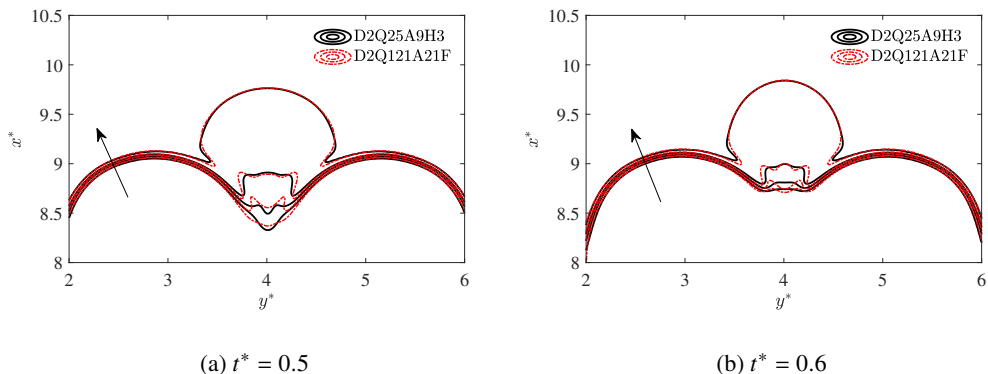 10.5
10
9.5
9
8.5
8
x*
2 3 4 5 6
y*
D2Q25A9H3
D2Q121A21F
(a) t* = 0.5
10.5
10
9.5
9
8.5
8
x*
2 3 4 5 6
y*
D2Q25A9H3
D2Q121A21F
(b) t* = 0.6